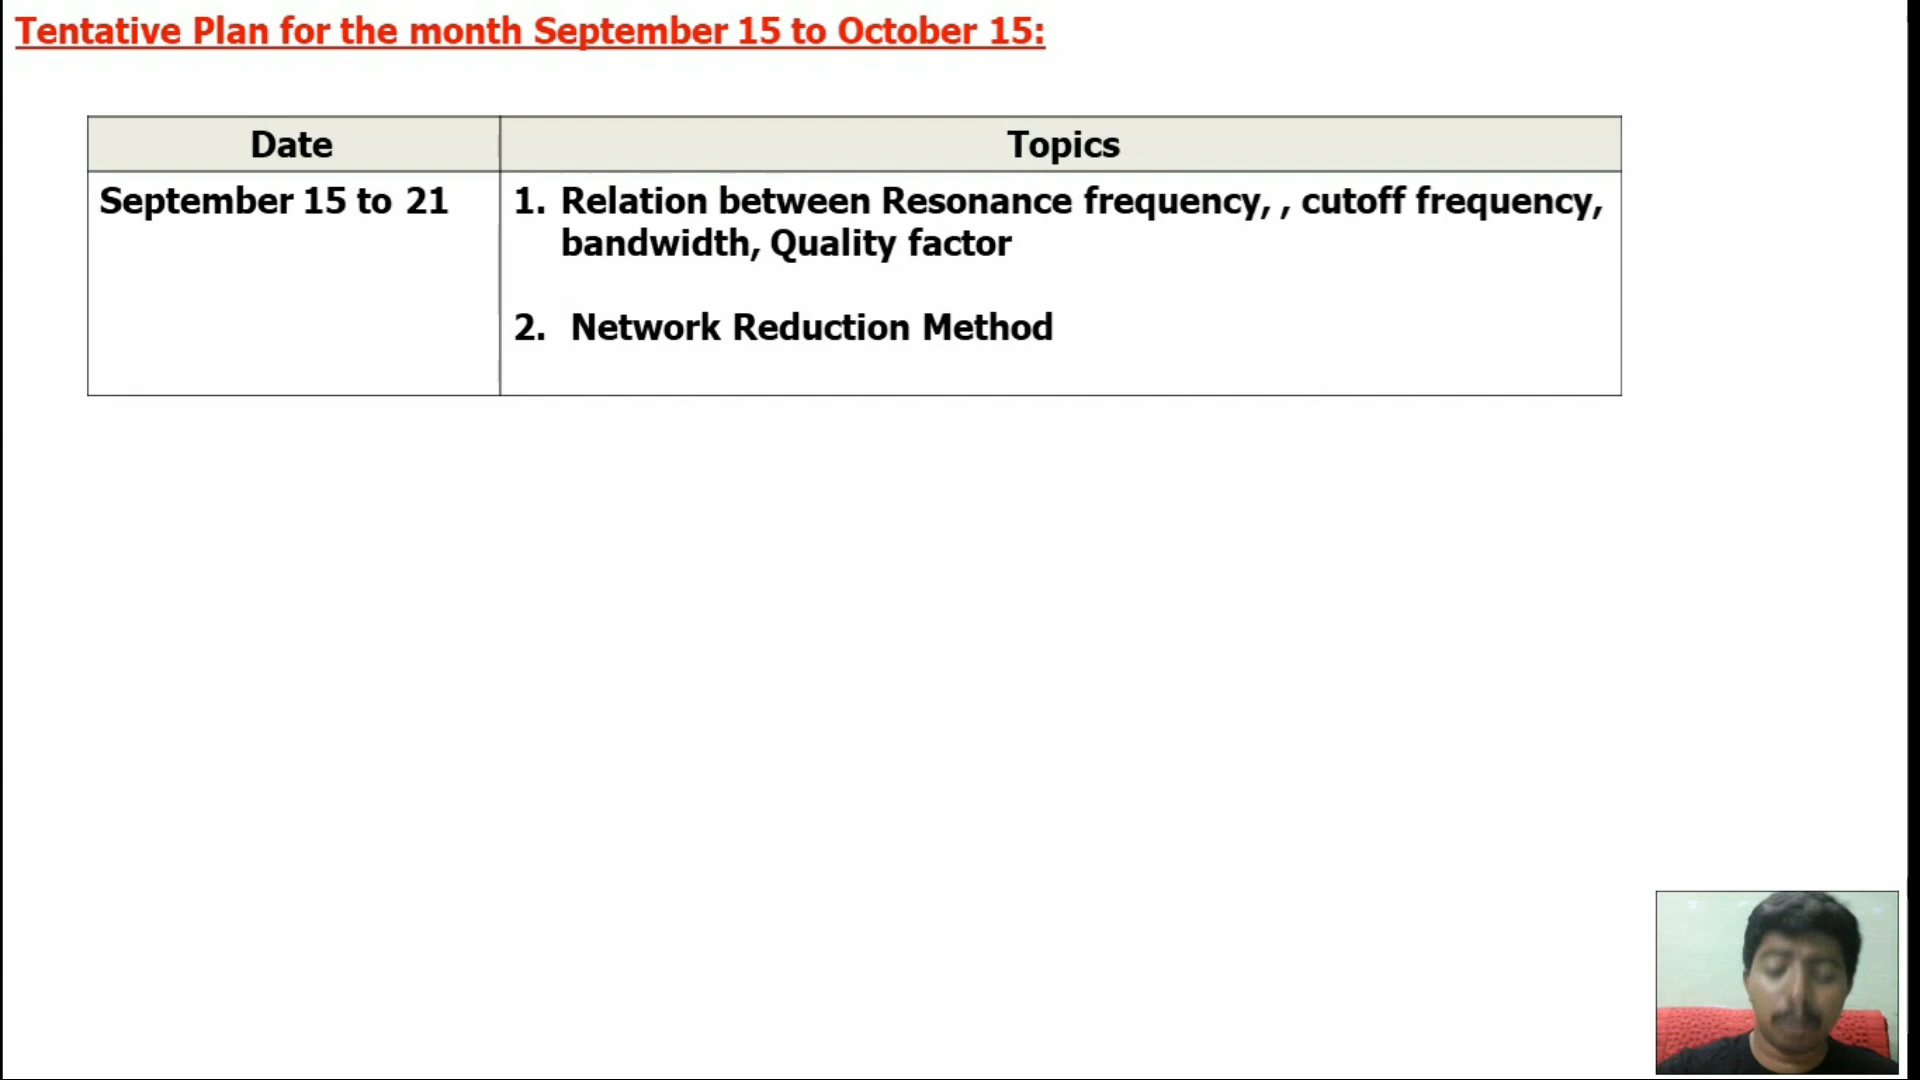 Tentative Plan for the month September 15 to October 15:
Date
Topics
September 15 to 21
1. Relation between Resonance frequency, , cutoff frequency,
bandwidth, Quality factor
2. Network Reduction Method